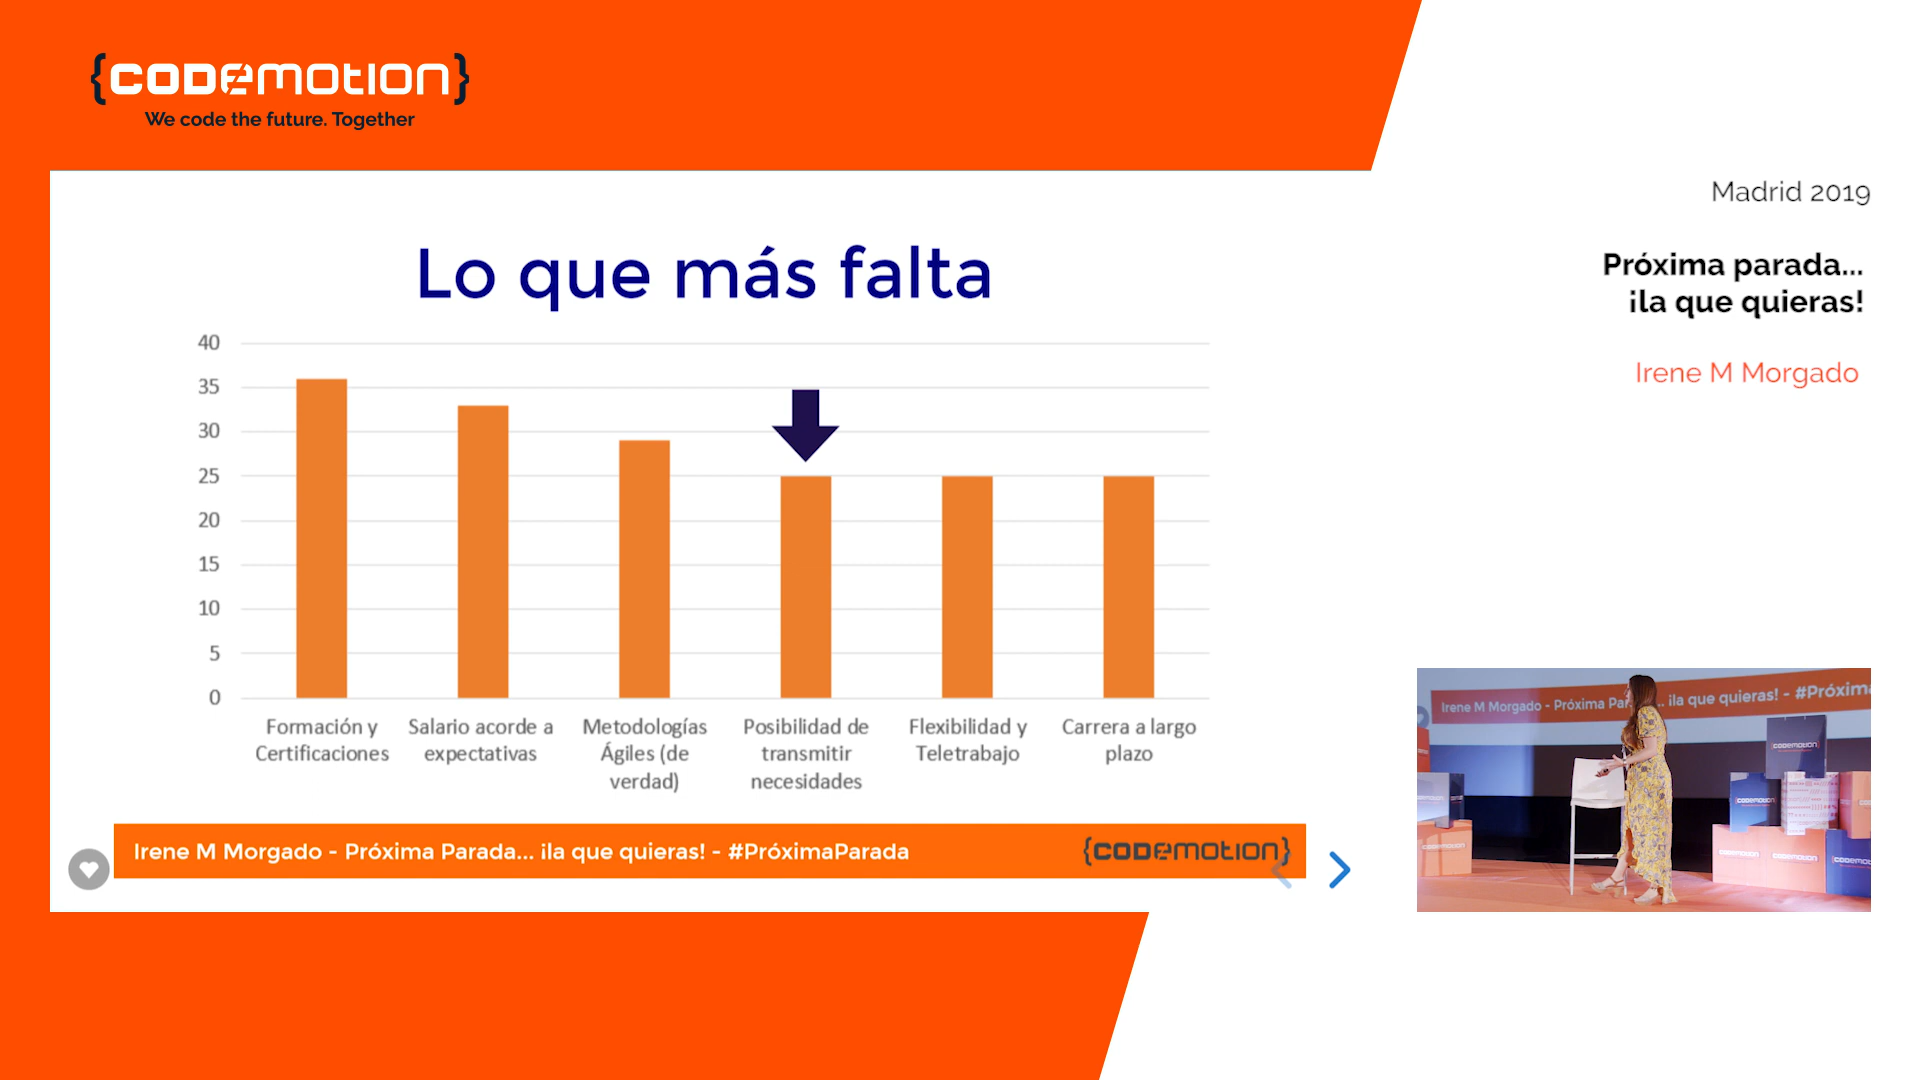 {codemotion}
We code the future. Together
Madrid 2019
Próxima parada...
¡la que quieras!
Irene M Morgado
Lo que más falta
40
35
30
25
20
15
10
5
0
Formación y
Certificaciones
Salario acorde a
expectativas
Metodologías
Ágiles (de
verdad)
Posibilidad de
transmitir
necesidades
Flexibilidad y
Teletrabajo
Carrera a largo
plazo
Irene M Morgado - Próxima Parada... ¡la que quieras! - #PróximaParada
{codemotion}
Irene M Morgado - Próxima Par... ¡la que quieras! - #Próxim
{codemotion}
{codemotion}